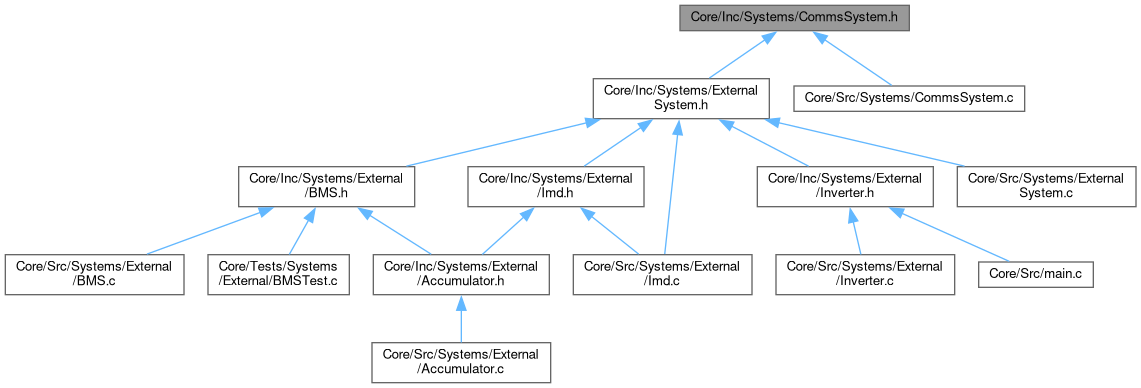 Core/Inc/Systems/CommsSystem.h
Core/Inc/Systems/External
System.h
Core/Src/Systems/CommsSystem.c
Core/Inc/Systems/External
/BMS.h
Core/Inc/Systems/External
/Imd.h
Core/Inc/Systems/External
/Inverter.h
Core/Src/Systems/External
System.c
Core/Src/Systems/External
/BMS.c
Core/Tests/Systems
/External/BMSTest.c
Core/Inc/Systems/External
/Accumulator.h
Core/Src/Systems/External
/Imd.c
Core/Src/Systems/External
/Inverter.c
Core/Src/main.c
Core/Src/Systems/External
/Accumulator.c